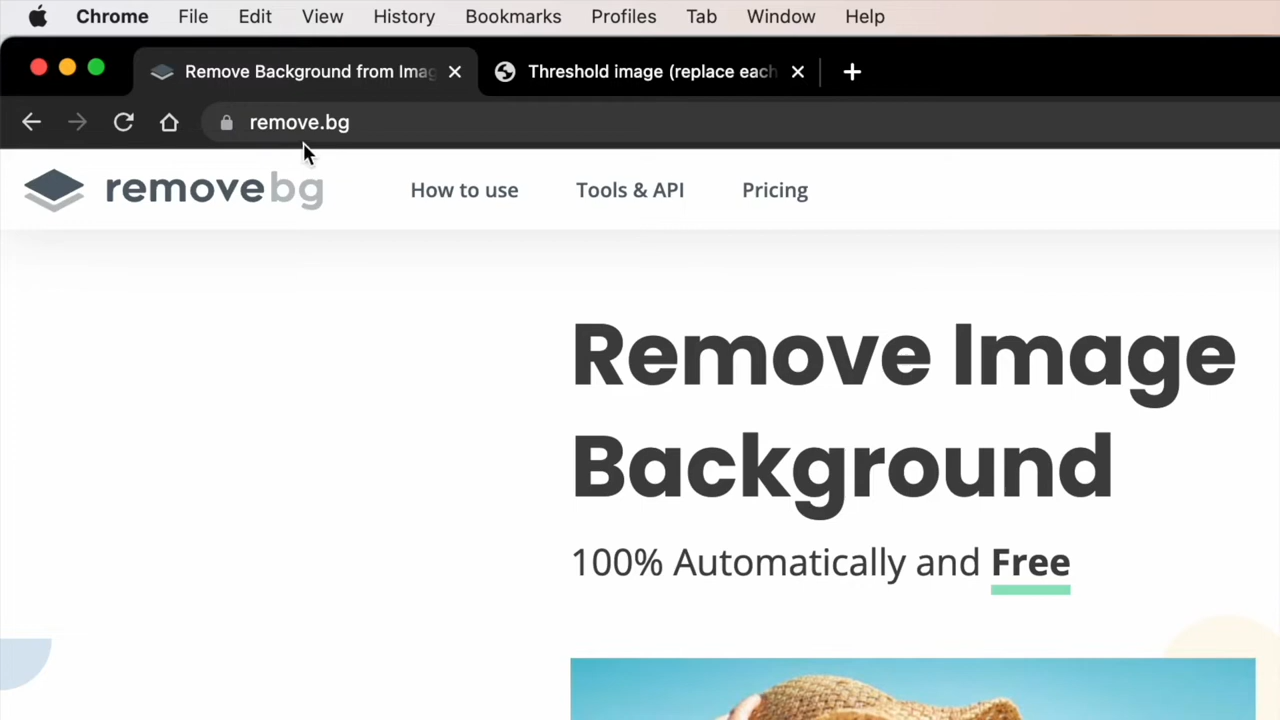 Chrome File Edit View History Bookmarks Profiles Tab Window Help
Remove Background from Imag Threshold image (replace each
remove.bg
removebg How to use Tools & API Pricing
Remove Image
Background
100% Automatically and Free